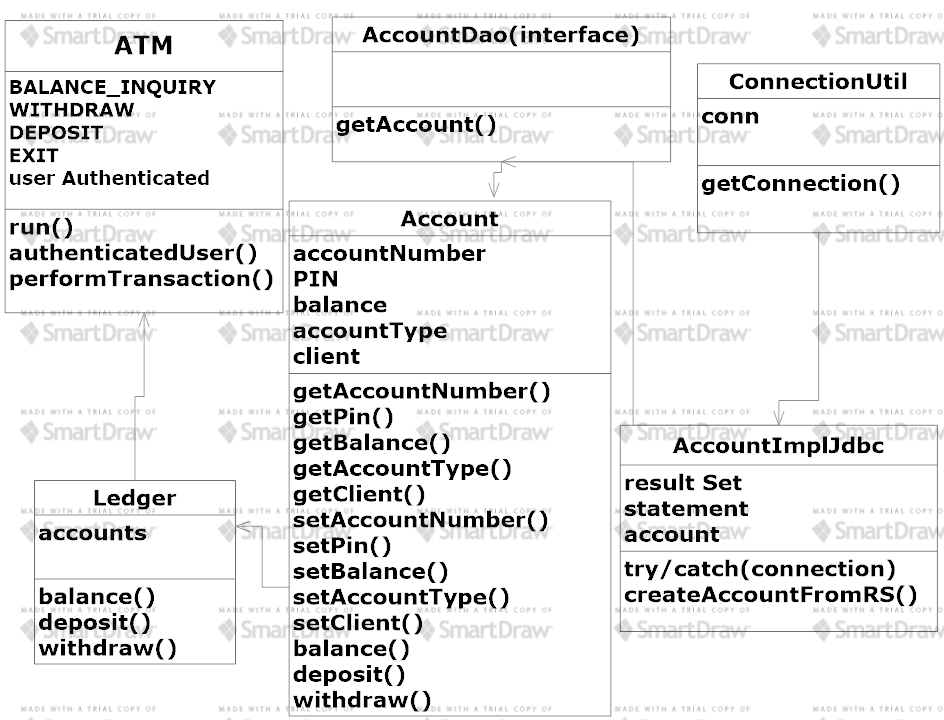 ATM
BALANCE_INQUIRY
WITHDRAW
DEPOSIT
EXIT
user Authenticated
run()
authenticatedUser()
performTransaction()
AccountDao(interface)
getAccount()
ConnectionUtil
conn
getConnection()
Account
accountNumber
PIN
balance
accountType
client
getAccountNumber()
getPin()
getBalance()
getAccountType()
getClient()
setAccountNumber()
setPin()
setBalance()
setAccountType()
setClient()
balance()
deposit()
withdraw()
AccountImplJdbc
result Set
statement
account
try/catch(connection)
createAccountFromRS()
Ledger
accounts
balance()
deposit()
withdraw()
MADE WITH A TRIAL COPY OF
SmartDraw